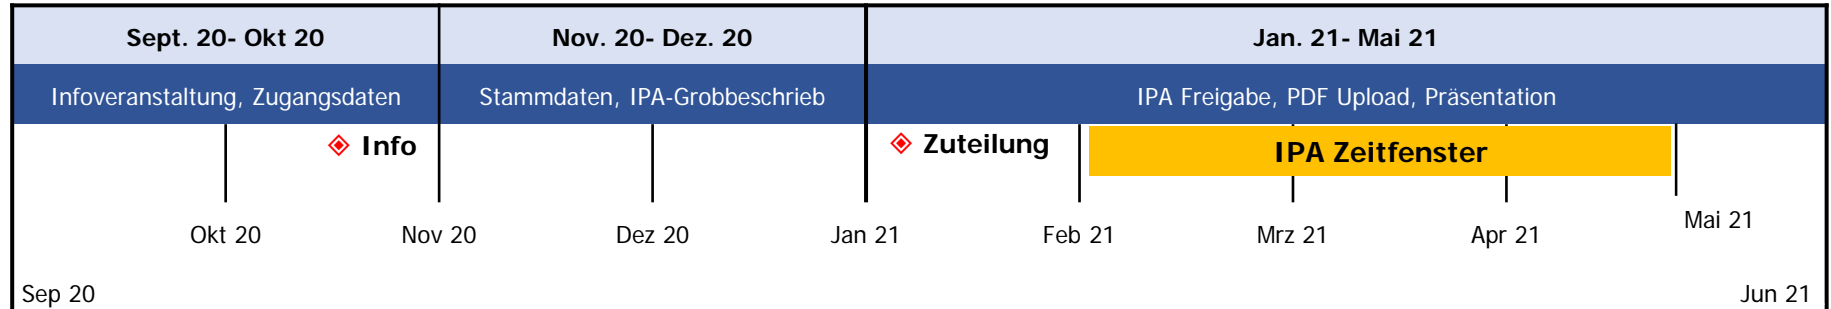 Sept. 20- Okt 20
Nov. 20- Dez. 20
Jan. 21- Mai 21
Infoveranstaltung, Zugangsdaten
Stammdaten, IPA-Grobbeschrieb
IPA Freigabe, PDF Upload, Präsentation
Info
Zuteilung
IPA Zeitfenster
Okt 20
Nov 20
Dez 20
Jan 21
Feb 21
Mrz 21
Apr 21
Mai 21
Sep 20
Jun 21